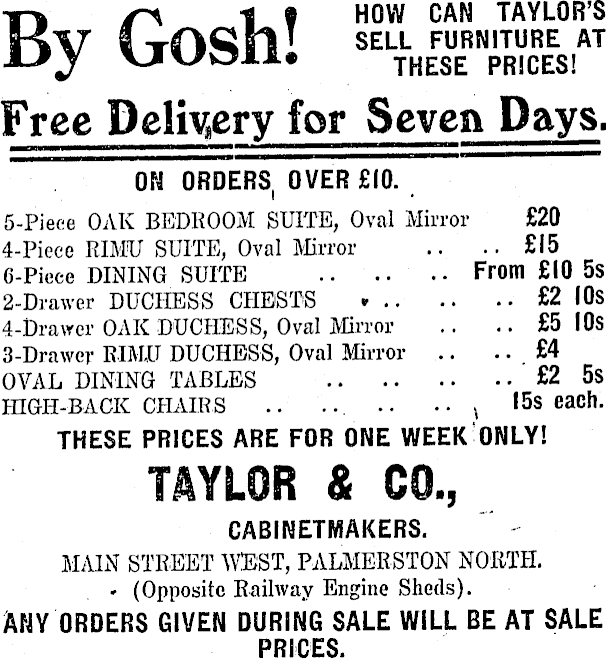 By Gosh!
HOW CAN TAYLOR'S
SELL FURNITURE AT
THESE PRICES!
Free Delivery for Seven Days.
ON ORDERS OVER £10.
5-Piece OAK BEDROOM SUITE, Oval Mirror £20
4-Piece RIMU SUITE, Oval Mirror .. .. £15
6-Piece DINING SUITE .. .. .. From £10 5s
2-Drawer DUCHESS CHESTS .. .. .. £2 10s
4-Drawer OAK DUCHESS, Oval Mirror .. .. £5 10s
3-Drawer RIMU DUCHESS, Oval Mirror .. .. £4
OVAL DINING TABLES .. .. .. .. £2 5s
HIGH-BACK CHAIRS .. .. .. .. 15s each.
THESE PRICES ARE FOR ONE WEEK ONLY!
TAYLOR & CO.,
CABINETMAKERS.
MAIN STREET WEST, PALMERSTON NORTH.
(Opposite Railway Engine Sheds).
ANY ORDERS GIVEN DURING SALE WILL BE AT SALE
PRICES.